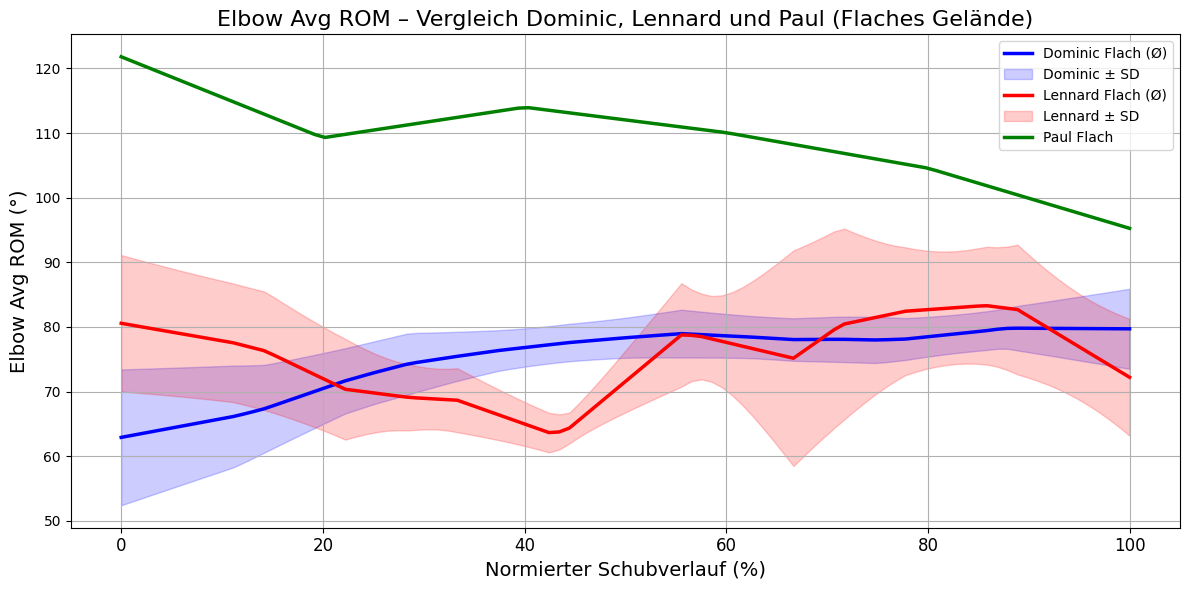 Elbow Avg ROM – Vergleich Dominic, Lennard und Paul (Flaches Gelände)
Elbow Avg ROM (°)
120
110
100
90
80
70
60
50
Dominic Flach (Ø)
Dominic ± SD
Lennard Flach (Ø)
Lennard ± SD
Paul Flach
0 20 40 60 80 100
Normierter Schubverlauf (%)